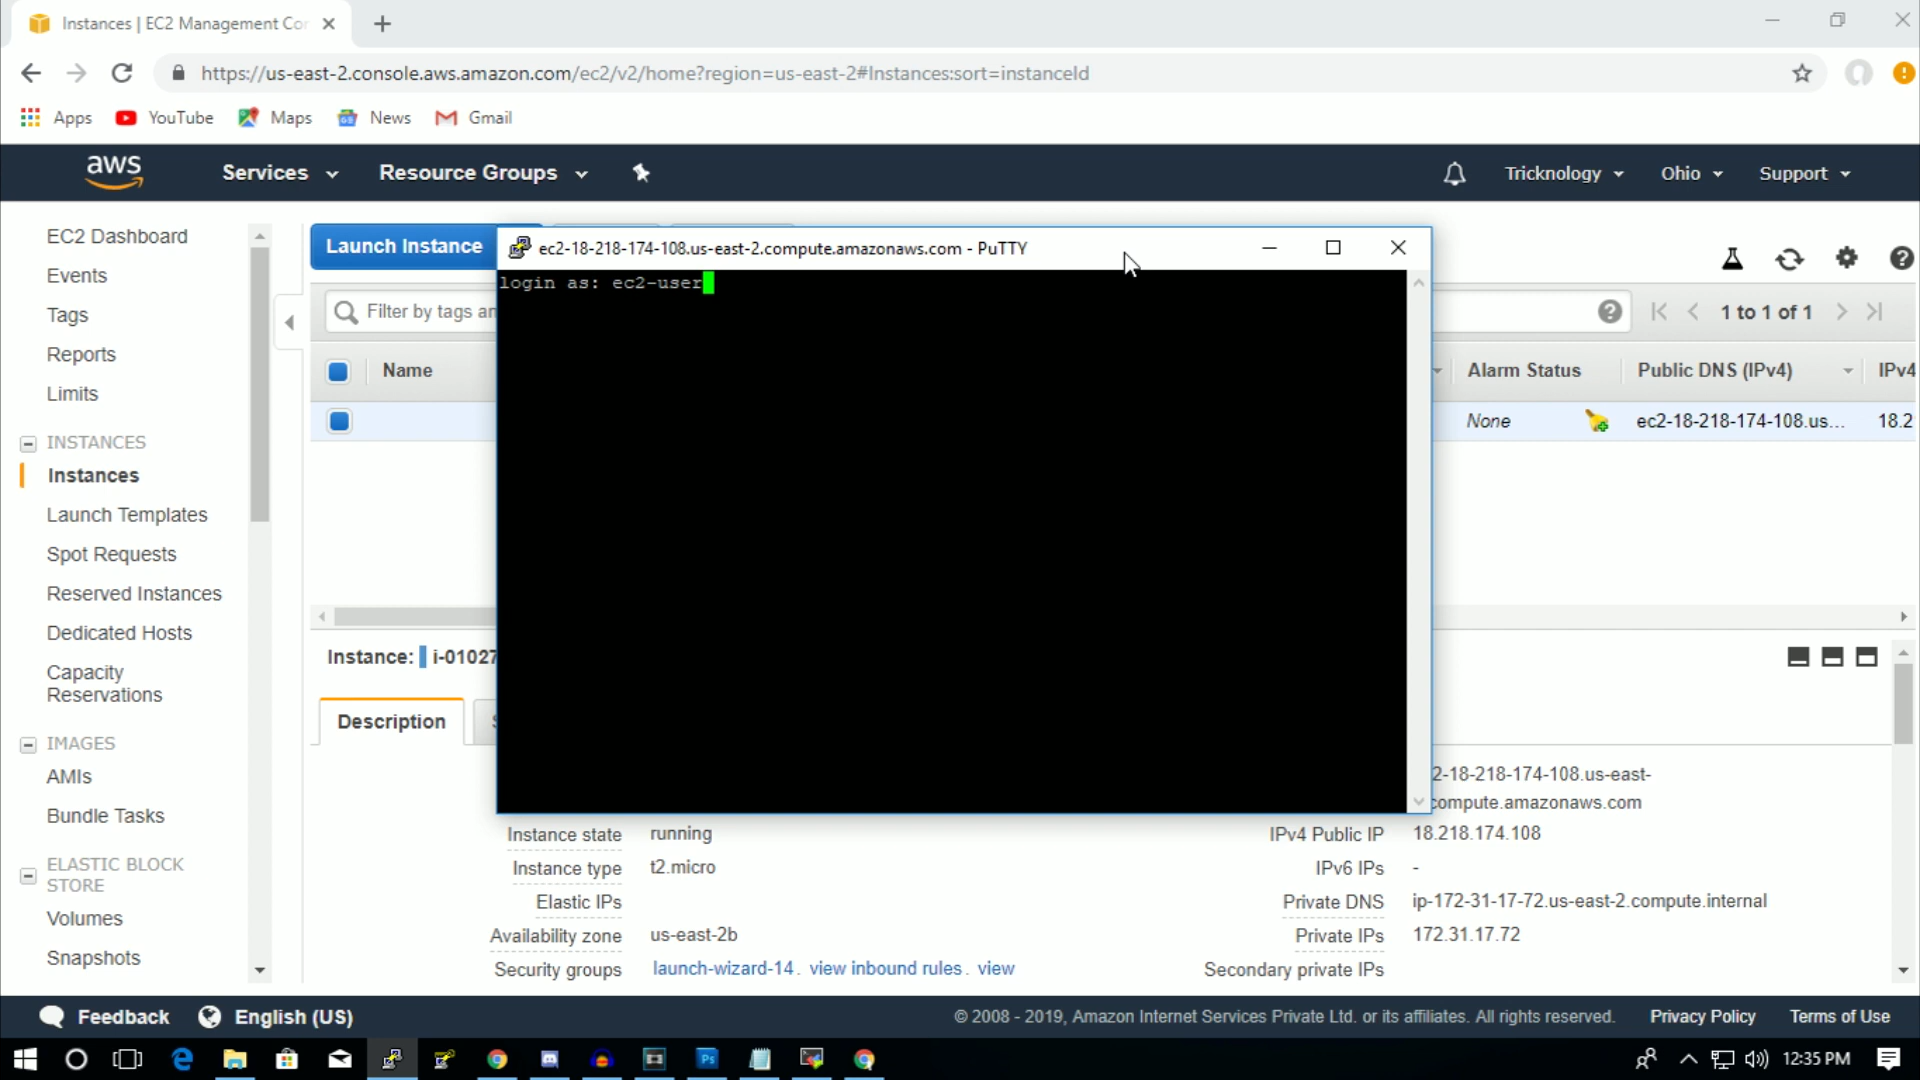 Instances | EC2 Management Con
https://us-east-2.console.aws.amazon.com/ec2/v2/home?region=us-east-2#Instances:sort=instanceId
Apps YouTube Maps News Gmail
aws Services Resource Groups Tricknology Ohio Support
EC2 Dashboard
Events
Tags
Reports
Limits
INSTANCES
Instances
Launch Templates
Spot Requests
Reserved Instances
Dedicated Hosts
Capacity
Reservations
IMAGES
AMIs
Bundle Tasks
ELASTIC BLOCK
STORE
Volumes
Snapshots
Launch Instance
Filter by tags an
1 to 1 of 1
Name Alarm Status Public DNS (IPv4) IPv4
None ec2-18-218-174-108.us... 18.2
ec2-18-218-174-108.us-east-2.compute.amazonaws.com - PuTTY
login as: ec2-user
Instance: i-01027
Description
2-18-218-174-108.us-east-
compute.amazonaws.com
Instance state running
Instance type t2.micro
Elastic IPs
Availability zone us-east-2b
Security groups launch-wizard-14. view inbound rules. view
IPv4 Public IP 18.218.174.108
IPv6 IPs -
Private DNS ip-172-31-17-72.us-east-2.compute.internal
Private IPs 172.31.17.72
Secondary private IPs
Feedback English (US) © 2008 - 2019, Amazon Internet Services Private Ltd. or its affiliates. All rights reserved. Privacy Policy Terms of Use
Ps 12:35 PM